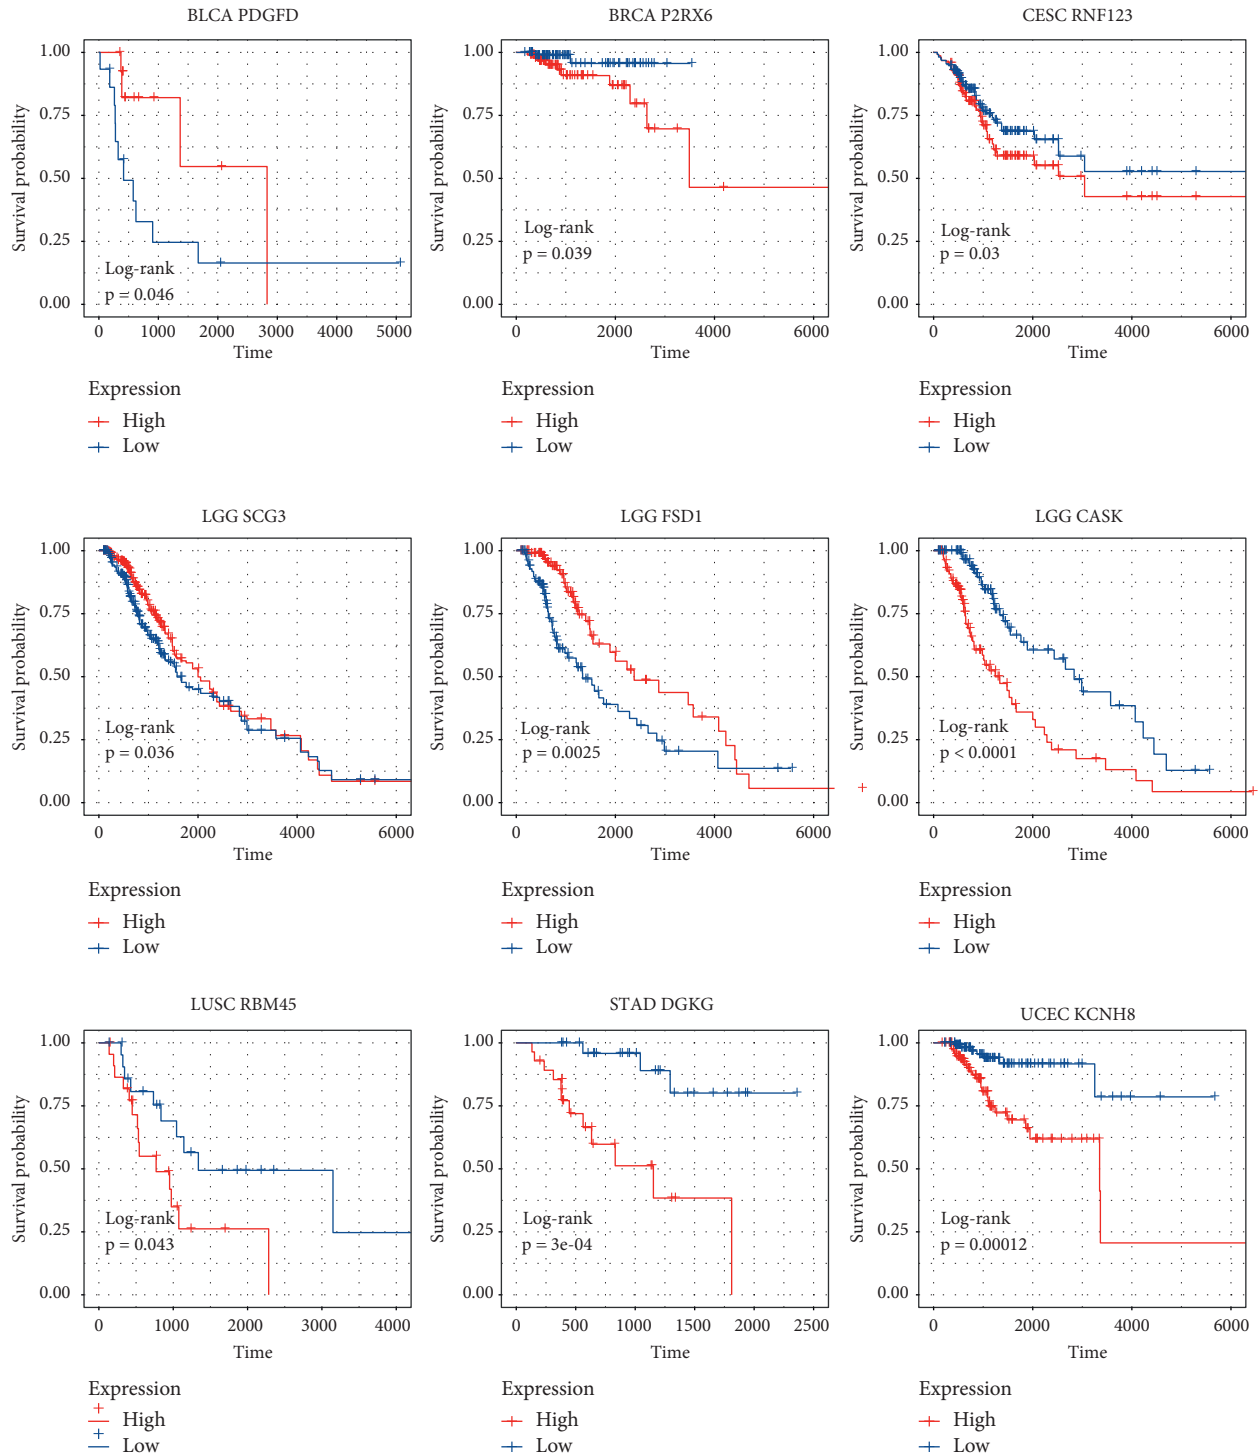 BLCA PDGFD
1.00
0.75
0.50
0.25
0.00
Survival probability
Log-rank
p = 0.046
0 1000 2000 3000 4000 5000
Time
Expression
High
Low
BRCA P2RX6
1.00
0.75
0.50
0.25
0.00
Survival probability
Log-rank
p = 0.039
0 2000 4000 6000
Time
Expression
High
Low
CESC RNF123
1.00
0.75
0.50
0.25
0.00
Survival probability
Log-rank
p = 0.03
0 2000 4000 6000
Time
Expression
High
Low
LGG SCG3
1.00
0.75
0.50
0.25
0.00
Survival probability
Log-rank
p = 0.036
0 2000 4000 6000
Time
Expression
High
Low
LGG FSD1
1.00
0.75
0.50
0.25
0.00
Survival probability
Log-rank
p = 0.0025
0 2000 4000 6000
Time
Expression
High
Low
LGG CASK
1.00
0.75
0.50
0.25
0.00
Survival probability
Log-rank
p < 0.0001
0 2000 4000 6000
Time
Expression
High
Low
LUSC RBM45
1.00
0.75
0.50
0.25
0.00
Survival probability
Log-rank
p = 0.043
0 1000 2000 3000 4000
Time
Expression
High
Low
STAD DGKG
1.00
0.75
0.50
0.25
0.00
Survival probability
Log-rank
p = 3e-04
0 500 1000 1500 2000 2500
Time
Expression
High
Low
UCEC KCNH8
1.00
0.75
0.50
0.25
0.00
Survival probability
Log-rank
p = 0.00012
0 2000 4000 6000
Time
Expression
High
Low